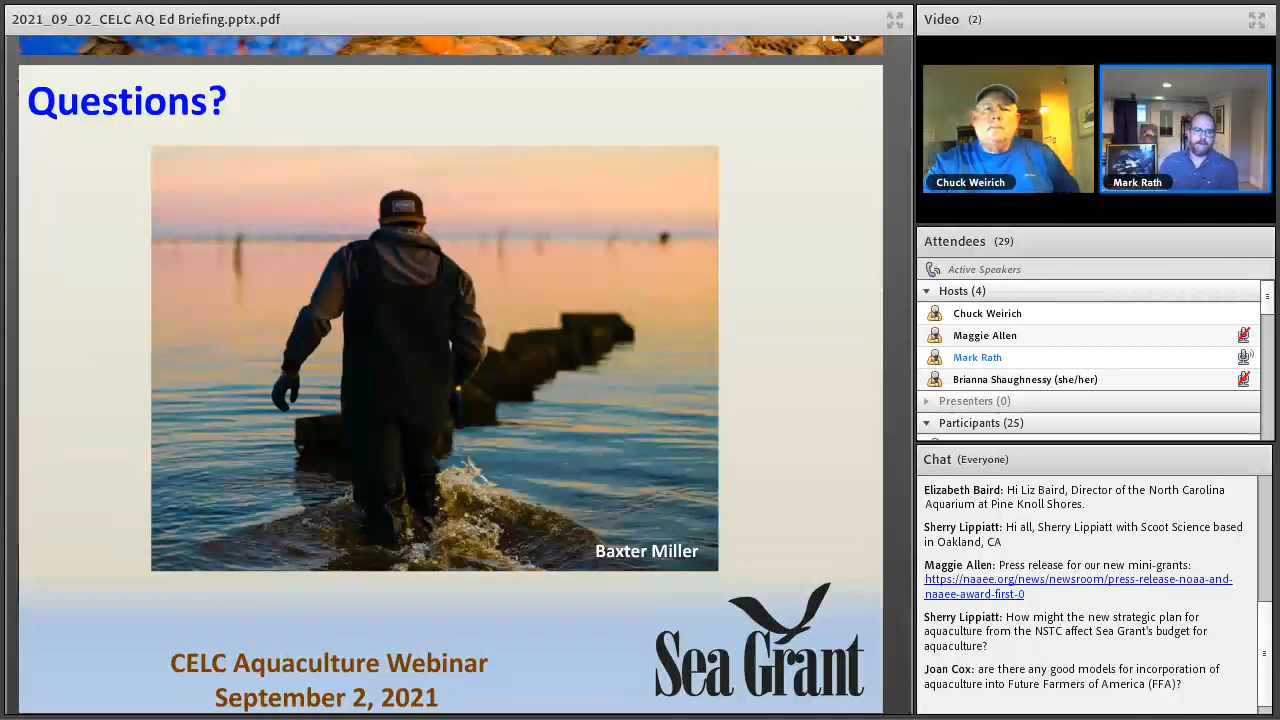 2021_09_02_CELC AQ Ed Briefing.pptx.pdf
Questions?
Baxter Miller
CELC Aquaculture Webinar
September 2, 2021
Sea Grant
Video (2)
Chuck Weirich
Mark Rath
Attendees (29)
Active Speakers
Hosts (4)
Chuck Weirich
Maggie Allen
Mark Rath
Brianna Shaughnessy (she/her)
Presenters (0)
Participants (25)
Chat (Everyone)
Elizabeth Baird: Hi Liz Baird, Director of the North Carolina
Aquarium at Pine Knoll Shores.
Sherry Lippiatt: Hi all, Sherry Lippiatt with Scoot Science based
in Oakland, CA
Maggie Allen: Press release for our new mini-grants:
https://naaee.org/news/newsroom/press-release-noaa-and-
naaee-award-first-0
Sherry Lippiatt: How might the new strategic plan for
aquaculture from the NSTC affect Sea Grant's budget for
aquaculture?
Joan Cox: are there any good models for incorporation of
aquaculture into Future Farmers of America (FFA)?